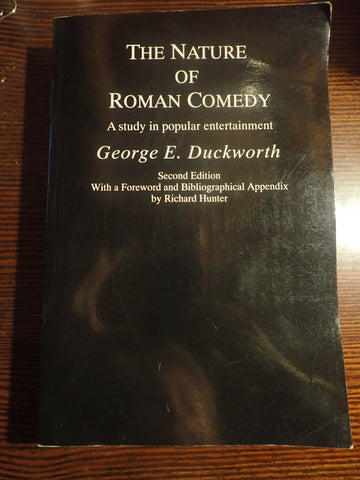 THE NATURE
OF
ROMAN COMEDY
A study in popular entertainment
George E. Duckworth
Second Edition
With a Foreword and Bibliographical Appendix
by Richard Hunter